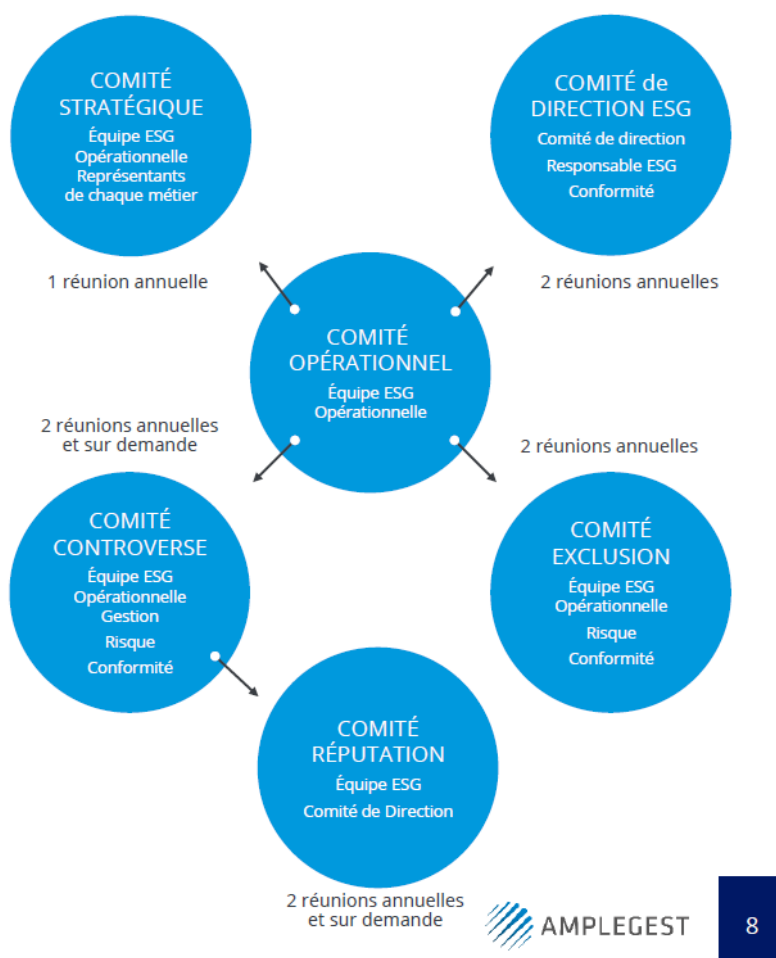 COMITÉ
STRATÉGIQUE
Équipe ESG
Opérationnelle
Représentants
de chaque métier
1 réunion annuelle
COMITÉ de
DIRECTION ESG
Comité de direction
Responsable ESG
Conformité
2 réunions annuelles
COMITÉ
OPÉRATIONNEL
Équipe ESG
Opérationnelle
2 réunions annuelles
et sur demande
COMITÉ
CONTROVERSE
Équipe ESG
Opérationnelle
Gestion
Risque
Conformité
2 réunions annuelles
COMITÉ
EXCLUSION
Équipe ESG
Opérationnelle
Risque
Conformité
COMITÉ
RÉPUTATION
Équipe ESG
Comité de Direction
2 réunions annuelles
et sur demande
AMPLEGEST
8